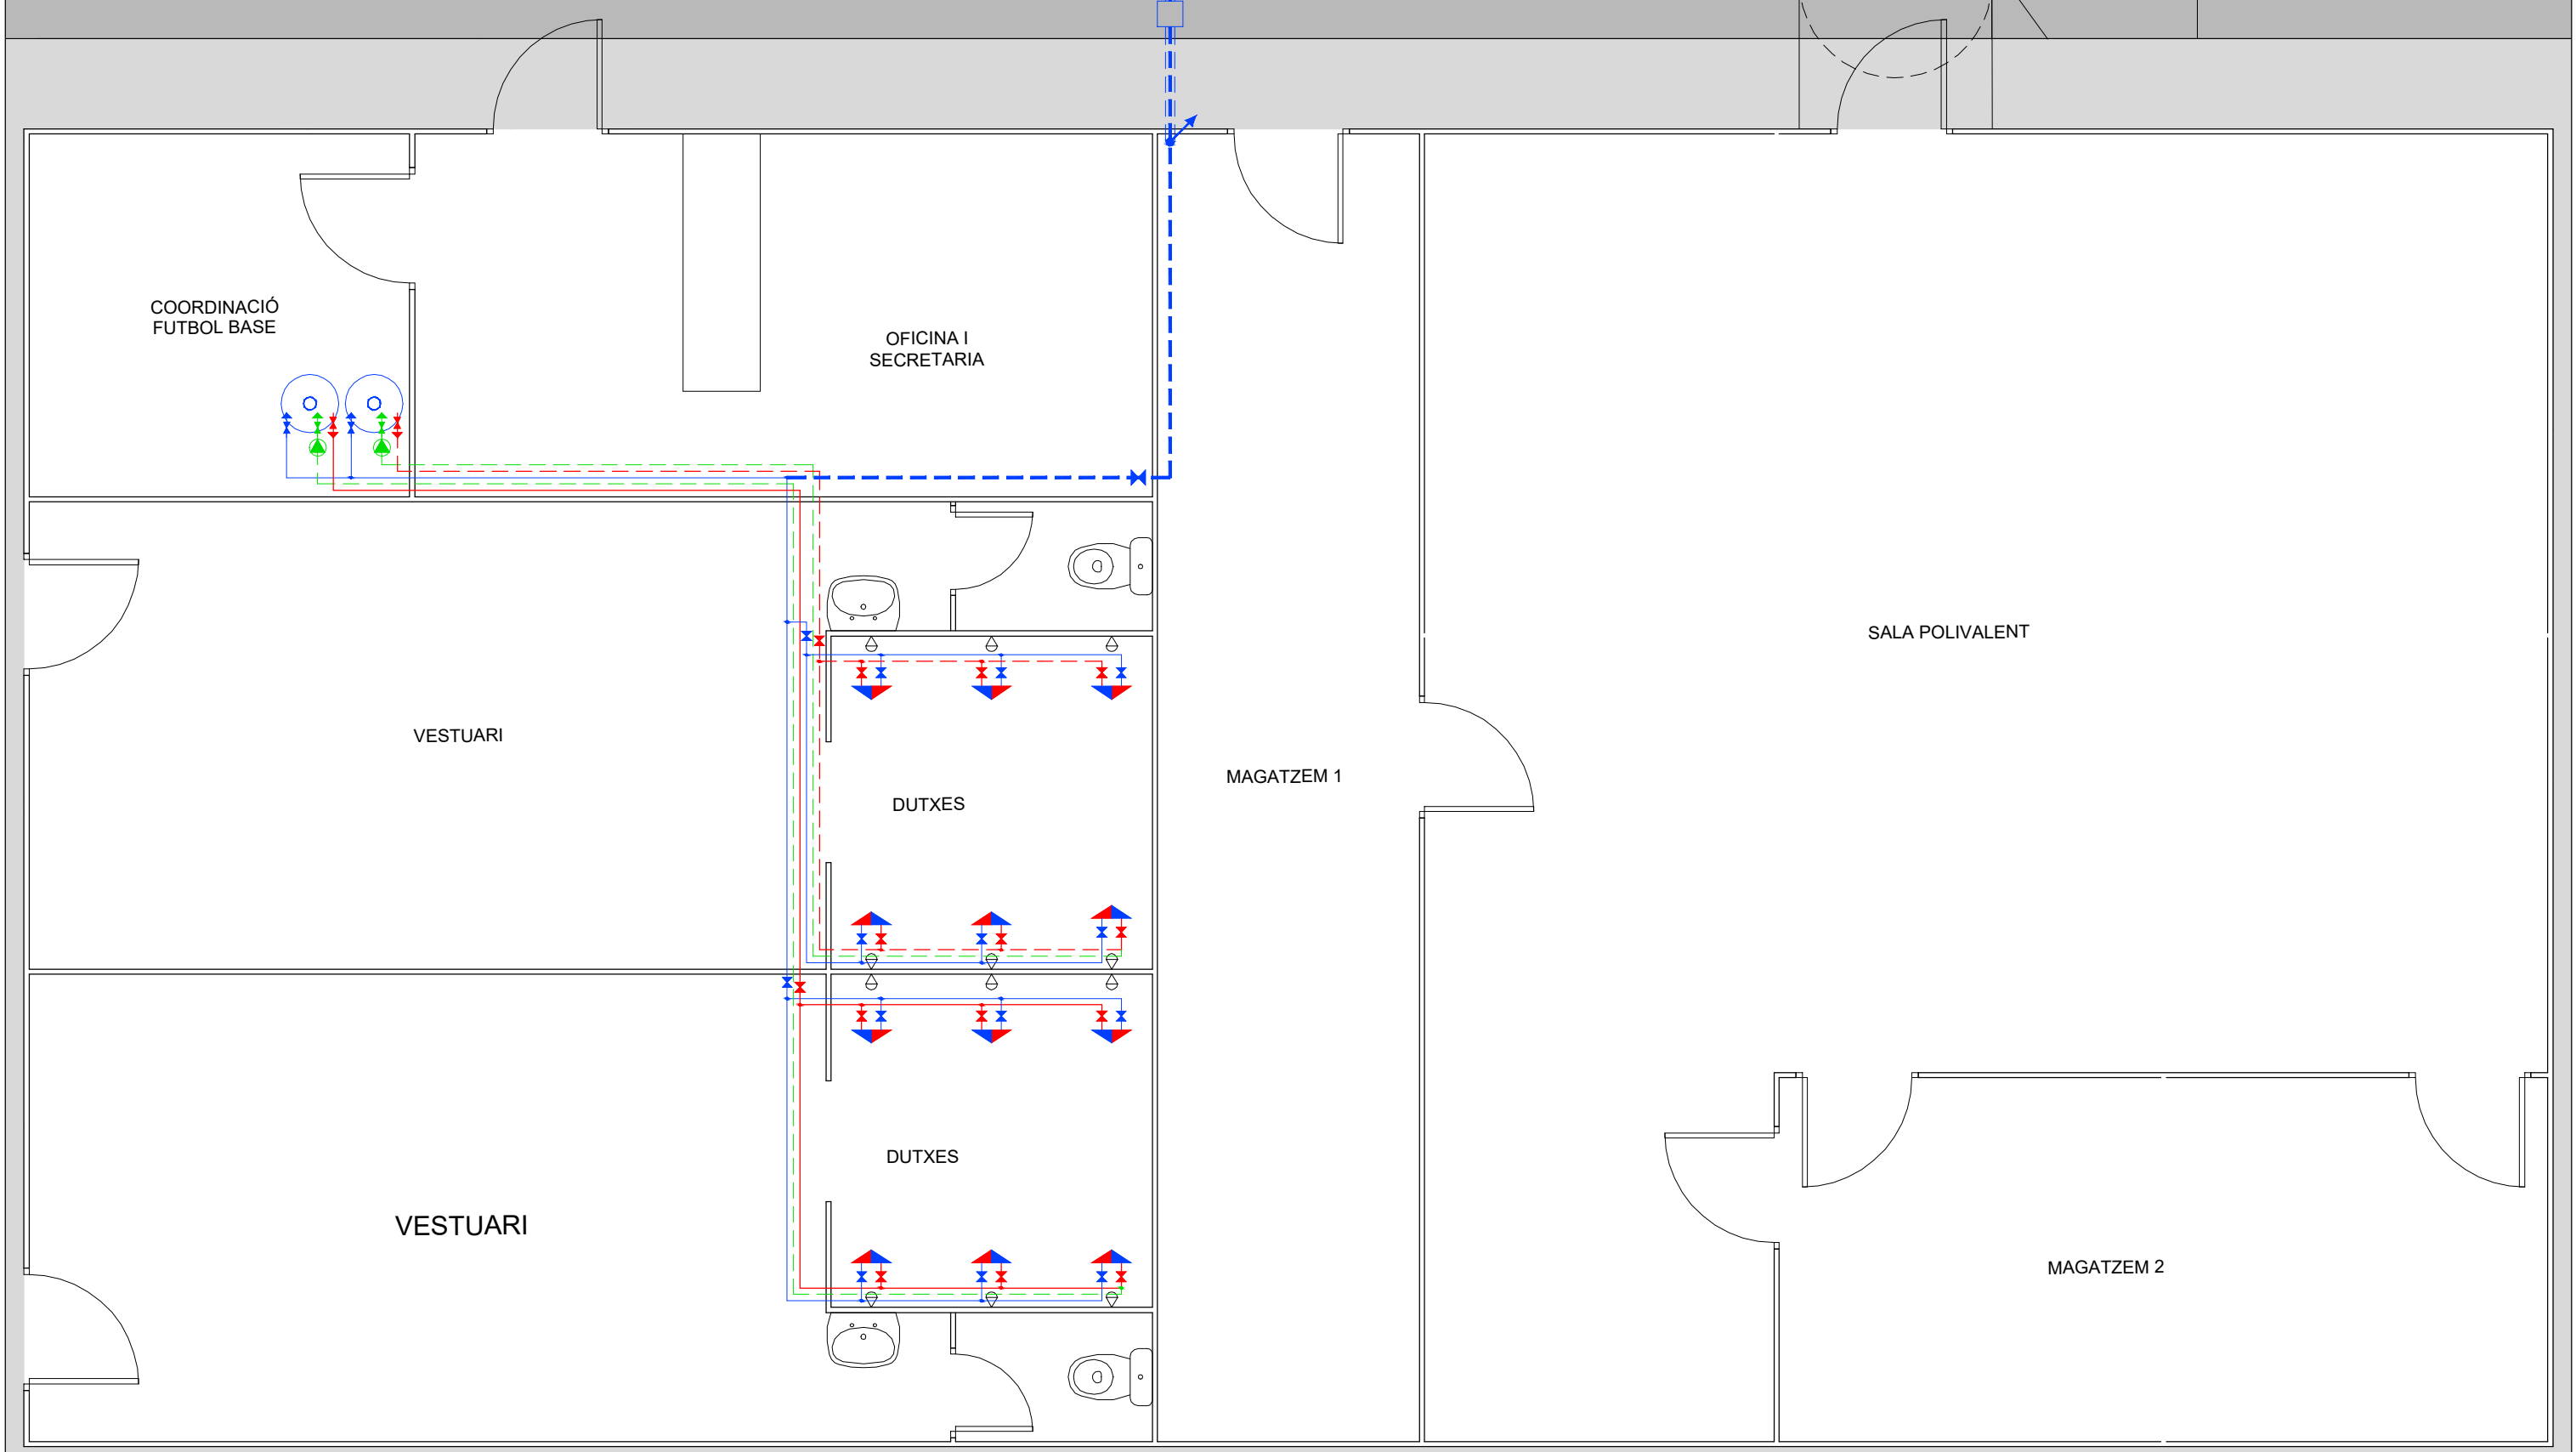 COORDINACIÓ
FUTBOL BASE
OFICINA I
SECRETARIA
SALA POLIVALENT
VESTUARI
MAGATZEM 1
DUTXES
DUTXES
VESTUARI
MAGATZEM 2